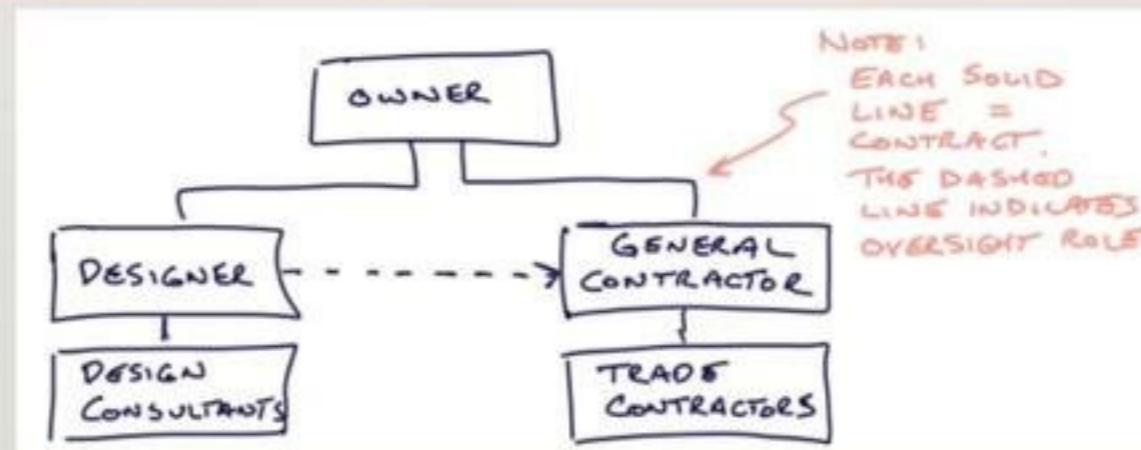 OWNER
NOTE:
EACH SOLID
LINE =
CONTRACT.
THE DASHED
LINE INDICATES
OVERSIGHT ROLE
DESIGNER
GENERAL
CONTRACTOR
DESIGN
CONSULTANTS
TRADE
CONTRACTORS